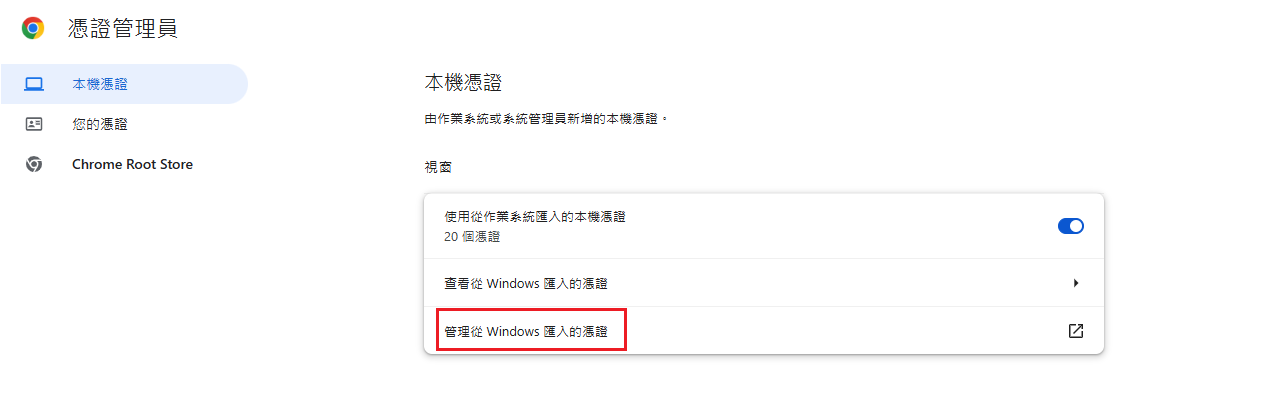 憑證管理員
本機憑證
您的憑證
Chrome Root Store
本機憑證
由作業系統或系統管理員新增的本機憑證。
視窗
使用從作業系統匯入的本機憑證
20 個憑證
查看從 Windows 匯入的憑證
管理從 Windows 匯入的憑證